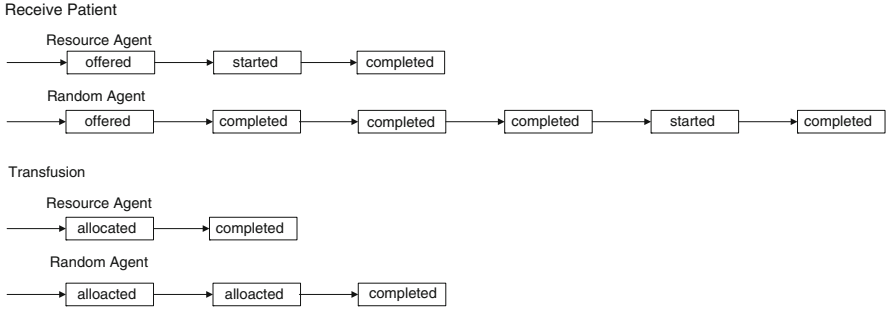 Receive Patient
Resource Agent
offered started completed
Random Agent
offered completed completed completed started completed
Transfusion
Resource Agent
allocated completed
Random Agent
alloacted alloacted completed